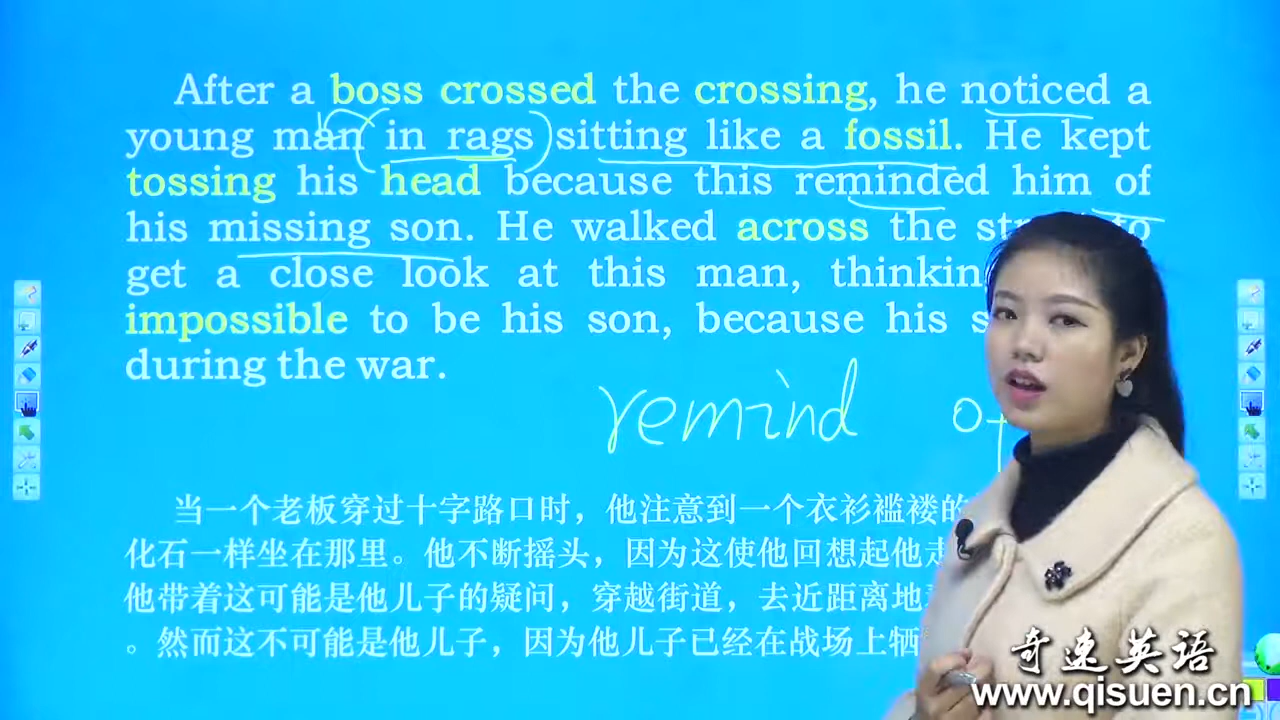 After a boss crossed the crossing, he noticed a
young man in rags sitting like a fossil. He kept
tossing his head because this reminded him of
his missing son. He walked across the to
get a close look at this man,
impossible to be his son, because his
during the war.
remind of
当一个老板穿过十字路口时，他注意到一个衣衫褴褛的
化石一样坐在那里。他不断摇头，因为这使他回想起他
他带着这可能是他儿子的疑问，穿越街道，去近距离地
。然而这不可能是他儿子，因为他儿子已经在战场上牺
奇速英语
www.qisuen.cn